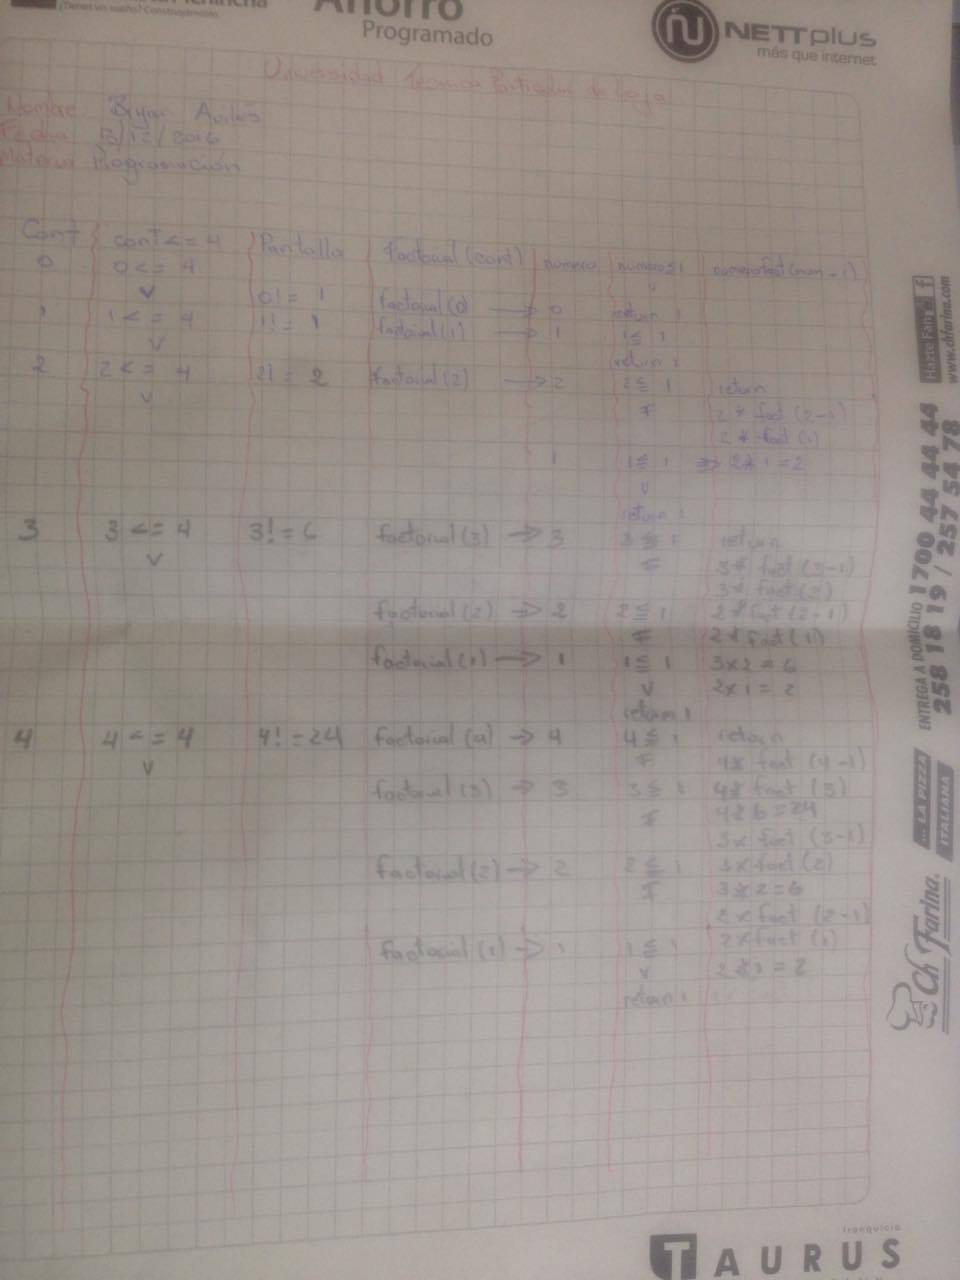 ¿Tienes un sueño? Construyámoslo
Ahorro
Programado
NETTplus
más que internet
Universidad Técnica Particular de Loja
Nombre Bryan Aviles
Fecha 13/12/2016
Materia Programación
Cont cont <= 4 Pantalla factorial (cont) numero numero ≤ 1 numero*fact(num-1)
0 0 <= 4 v
v 0! = 1 factorial (0) → 0 return 1
1 1 <= 4 1! = 1 factorial (1) → 1 1 ≤ 1
v return 1
2 2 <= 4 2! = 2 factorial (2) → 2 2 ≤ 1 return
v F 2 * fact (2-1)
2 * fact (1)
1 1 ≤ 1 ⇒ 2*1 = 2
v
return 1
3 3 <= 4 3! = 6 factorial (3) → 3 3 ≤ 1 return
v F 3* fact (3-1)
3* fact (2)
factorial (2) → 2 2 ≤ 1 2*fact (2-1)
F 2* fact (1)
factorial (1) → 1 1 ≤ 1 3x2 = 6
v 2x1 = 2
return 1
4 4 <= 4 4! = 24 factorial (4) → 4 4 ≤ 1 return
v F 4* fact (4-1)
factorial (3) → 3 3 ≤ 1 4* fact (3)
F 4*6 = 24
3x fact (3-1)
factorial (2) → 2 2 ≤ 1 3x fact (2)
F 3*2 = 6
2x fact (2-1)
factorial (1) → 1 1 ≤ 1 2x fact (1)
v 2*1 = 2
return 1
Hazte Fan f
www.chfarina.com
ENTREGA A DOMICILIO 1700 44 44 44
258 18 19 / 257 54 78
... LA PIZZA
ITALIANA
Ch Farina.
franquicia
TAURUS